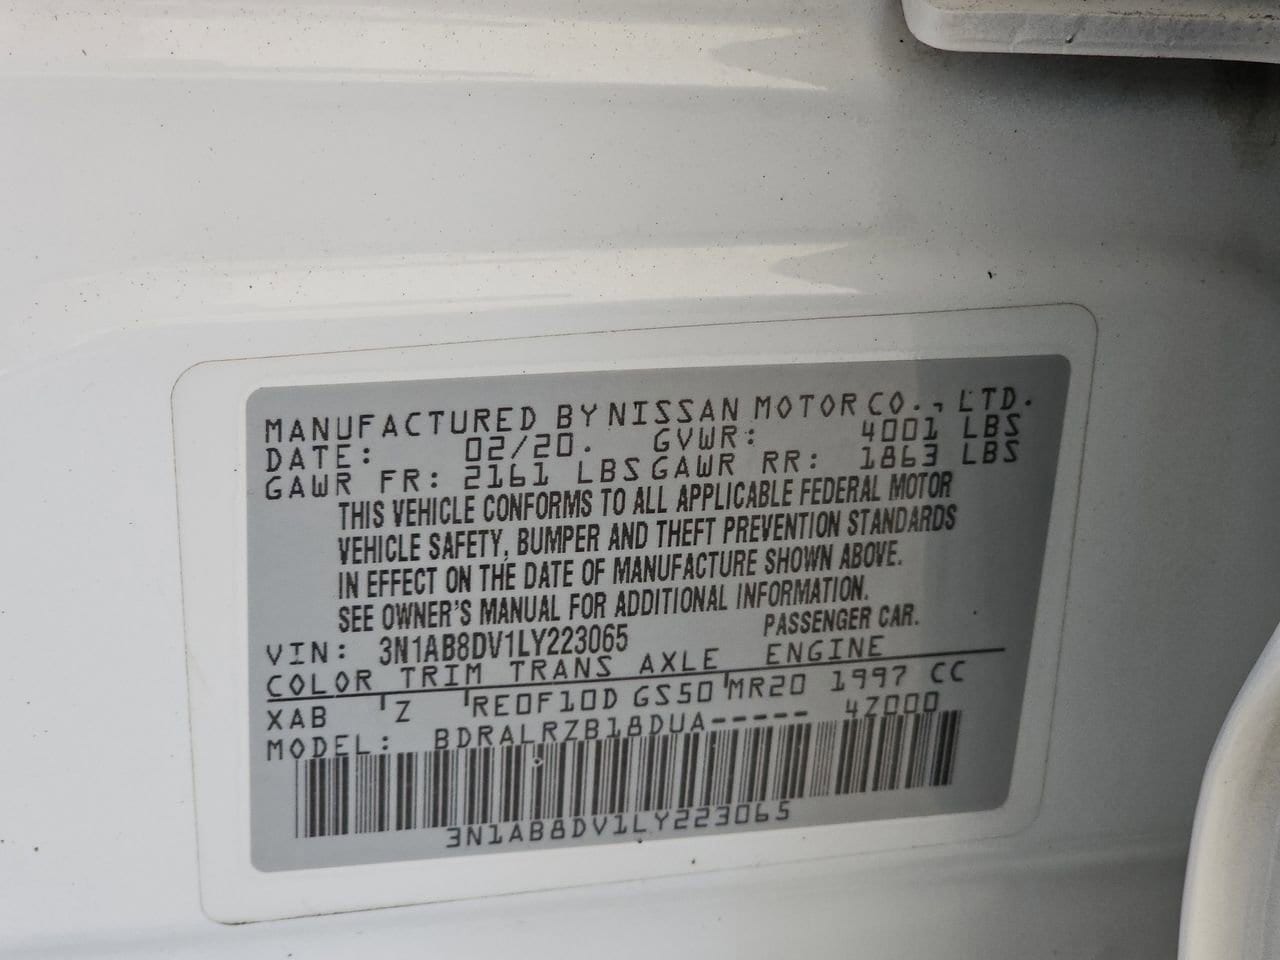 MANUFACTURED BY NISSAN MOTOR CO., LTD.
DATE: 02/20. GVWR: 4001 LBS
GAWR FR: 2161 LBS GAWR RR: 1863 LBS
THIS VEHICLE CONFORMS TO ALL APPLICABLE FEDERAL MOTOR
VEHICLE SAFETY, BUMPER AND THEFT PREVENTION STANDARDS
IN EFFECT ON THE DATE OF MANUFACTURE SHOWN ABOVE.
SEE OWNER'S MANUAL FOR ADDITIONAL INFORMATION.
VIN: 3N1AB8DV1LY223065 PASSENGER CAR.
COLOR TRIM TRANS AXLE ENGINE
XAB Z RE0F10D GS50 MR20 1997 CC
MODEL: BDRALRZB18DUA----- 4Z000
3N1AB8DV1LY223065